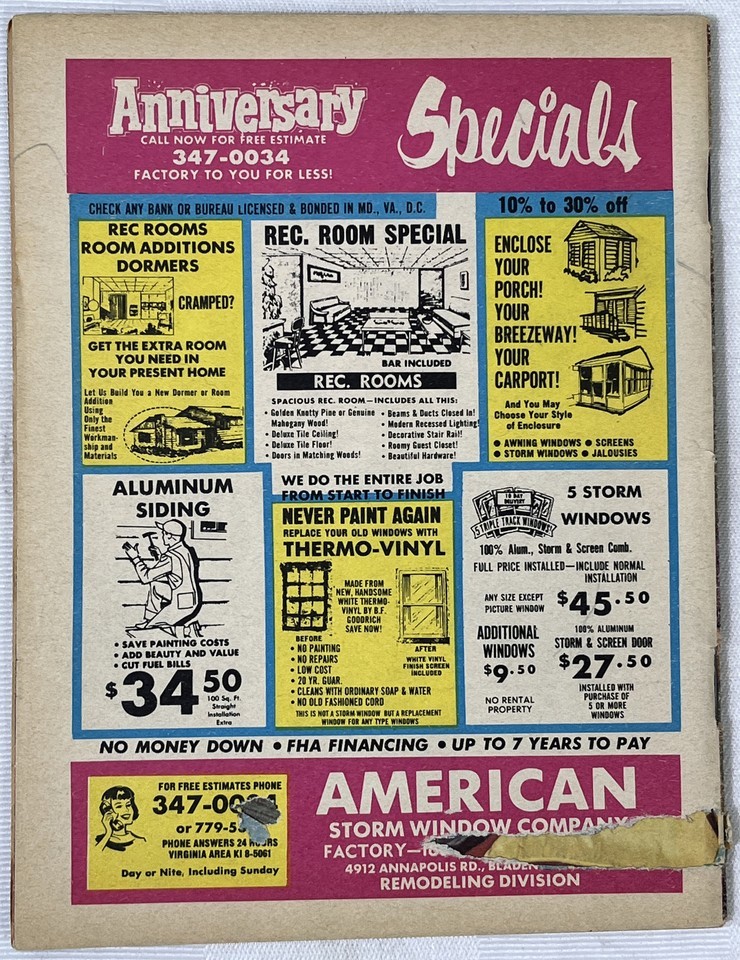 Anniversary Specials
CALL NOW FOR FREE ESTIMATE
347-0034
FACTORY TO YOU FOR LESS!
CHECK ANY BANK OR BUREAU LICENSED & BONDED IN MD., VA., D.C.
REC ROOMS
ROOM ADDITIONS
DORMERS
CRAMPED?
GET THE EXTRA ROOM
YOU NEED IN
YOUR PRESENT HOME
Let Us Build You a New Dormer or Room
Addition
Using
Only the
Finest
Workman-
ship and
Materials
REC. ROOM SPECIAL
BAR INCLUDED
REC. ROOMS
SPACIOUS REC. ROOM—INCLUDES ALL THIS:
• Golden Knotty Pine or Genuine
Mahogany Wood!
• Deluxe Tile Ceiling!
• Deluxe Tile Floor!
• Doors in Matching Woods!
• Beams & Ducts Closed In!
• Modern Recessed Lighting!
• Decorative Stair Rail!
• Roomy Guest Closet!
• Beautiful Hardware!
10% to 30% off
ENCLOSE
YOUR
PORCH!
YOUR
BREEZEWAY!
YOUR
CARPORT!
And You May
Choose Your Style
of Enclosure
● AWNING WINDOWS ● SCREENS
● STORM WINDOWS ● JALOUSIES
ALUMINUM
SIDING
• SAVE PAINTING COSTS
• ADD BEAUTY AND VALUE
• CUT FUEL BILLS
$34.50
100 Sq. Ft.
Straight
Installation
Extra
WE DO THE ENTIRE JOB
FROM START TO FINISH
NEVER PAINT AGAIN
REPLACE YOUR OLD WINDOWS WITH
THERMO-VINYL
MADE FROM
NEW, HANDSOME
WHITE THERMO-
VINYL BY B.F.
GOODRICH
SAVE NOW!
BEFORE
• NO PAINTING
• NO REPAIRS
• LOW COST
• 20 YR. GUAR.
• CLEANS WITH ORDINARY SOAP & WATER
• NO OLD FASHIONED CORD
AFTER
WHITE VINYL
FINISH SCREEN
INCLUDED
THIS IS NOT A STORM WINDOW BUT A REPLACEMENT
WINDOW FOR ANY TYPE WINDOWS
10 DAY
DELIVERY
5 TRIPLE TRACK WINDOWS
5 STORM
WINDOWS
100% Alum., Storm & Screen Comb.
FULL PRICE INSTALLED—INCLUDE NORMAL
INSTALLATION
ANY SIZE EXCEPT
PICTURE WINDOW
$45.50
ADDITIONAL
WINDOWS
$9.50
NO RENTAL
PROPERTY
100% ALUMINUM
STORM & SCREEN DOOR
$27.50
INSTALLED WITH
PURCHASE OF
5 OR MORE
WINDOWS
NO MONEY DOWN • FHA FINANCING • UP TO 7 YEARS TO PAY
FOR FREE ESTIMATES PHONE
347-0034
or 779-5
PHONE ANSWERS 24 HOURS
VIRGINIA AREA KI 8-5061
Day or Nite, Including Sunday
AMERICAN
STORM WINDOW COMPANY
FACTORY—
4912 ANNAPOLIS RD.,
REMODELING DIVISION